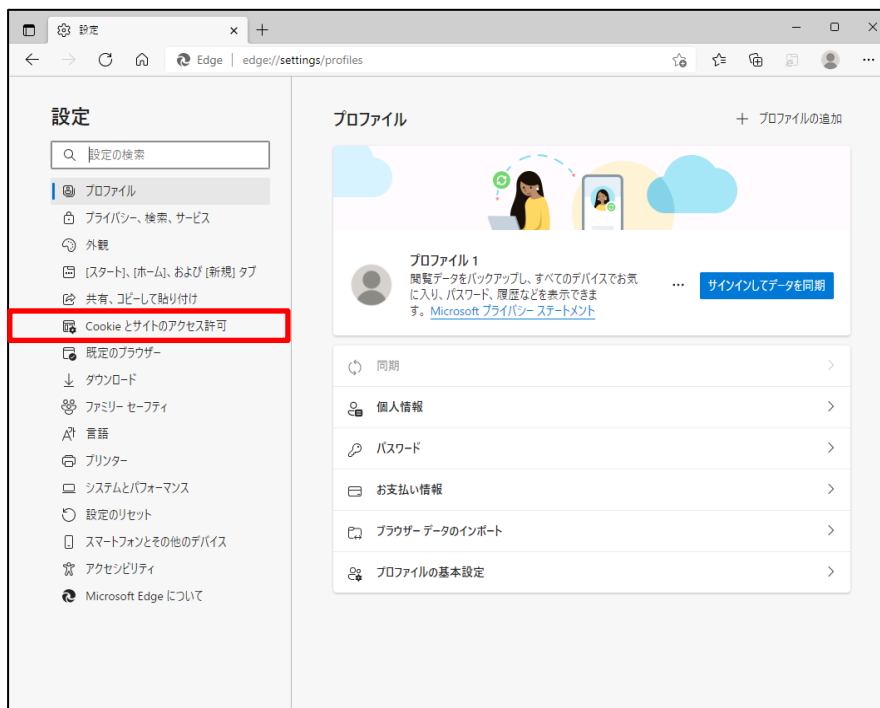 設定
Edge | edge://settings/profiles
設定
設定の検索
プロファイル
プライバシー、検索、サービス
外観
[スタート]、[ホーム]、および [新規] タブ
共有、コピーして貼り付け
Cookie とサイトのアクセス許可
既定のブラウザー
ダウンロード
ファミリー セーフティ
言語
プリンター
システムとパフォーマンス
設定のリセット
スマートフォンとその他のデバイス
アクセシビリティ
Microsoft Edge について
プロファイル
プロファイルの追加
プロファイル 1
閲覧データをバックアップし、すべてのデバイスでお気
に入り、パスワード、履歴などを表示できま
す。Microsoft プライバシー ステートメント
サインインしてデータを同期
同期
個人情報
パスワード
お支払い情報
ブラウザー データのインポート
プロファイルの基本設定